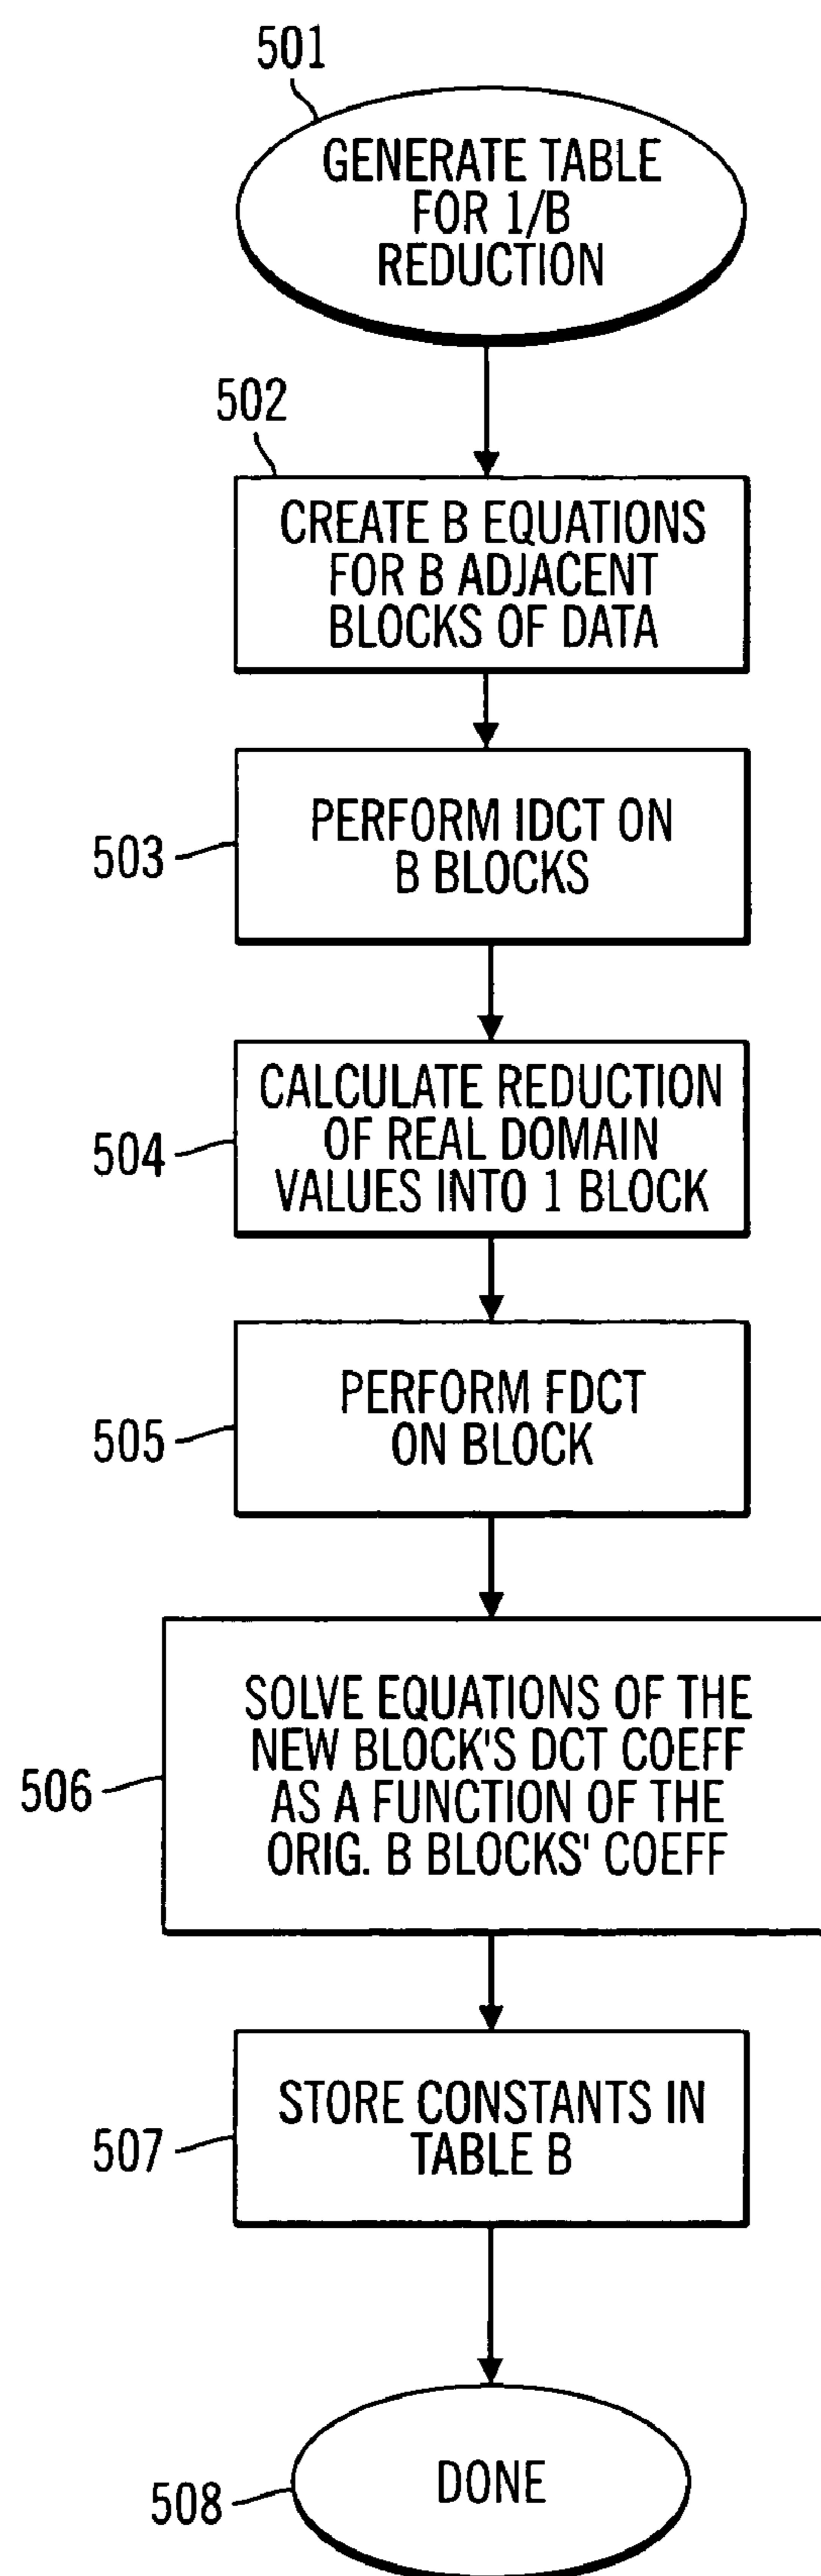 501
GENERATE TABLE
FOR 1/B
REDUCTION
502
CREATE B EQUATIONS
FOR B ADJACENT
BLOCKS OF DATA
503
PERFORM IDCT ON
B BLOCKS
504
CALCULATE REDUCTION
OF REAL DOMAIN
VALUES INTO 1 BLOCK
505
PERFORM FDCT
ON BLOCK
506
SOLVE EQUATIONS OF THE
NEW BLOCK'S DCT COEFF
AS A FUNCTION OF THE
ORIG. B BLOCKS' COEFF
507
STORE CONSTANTS IN
TABLE B
508
DONE